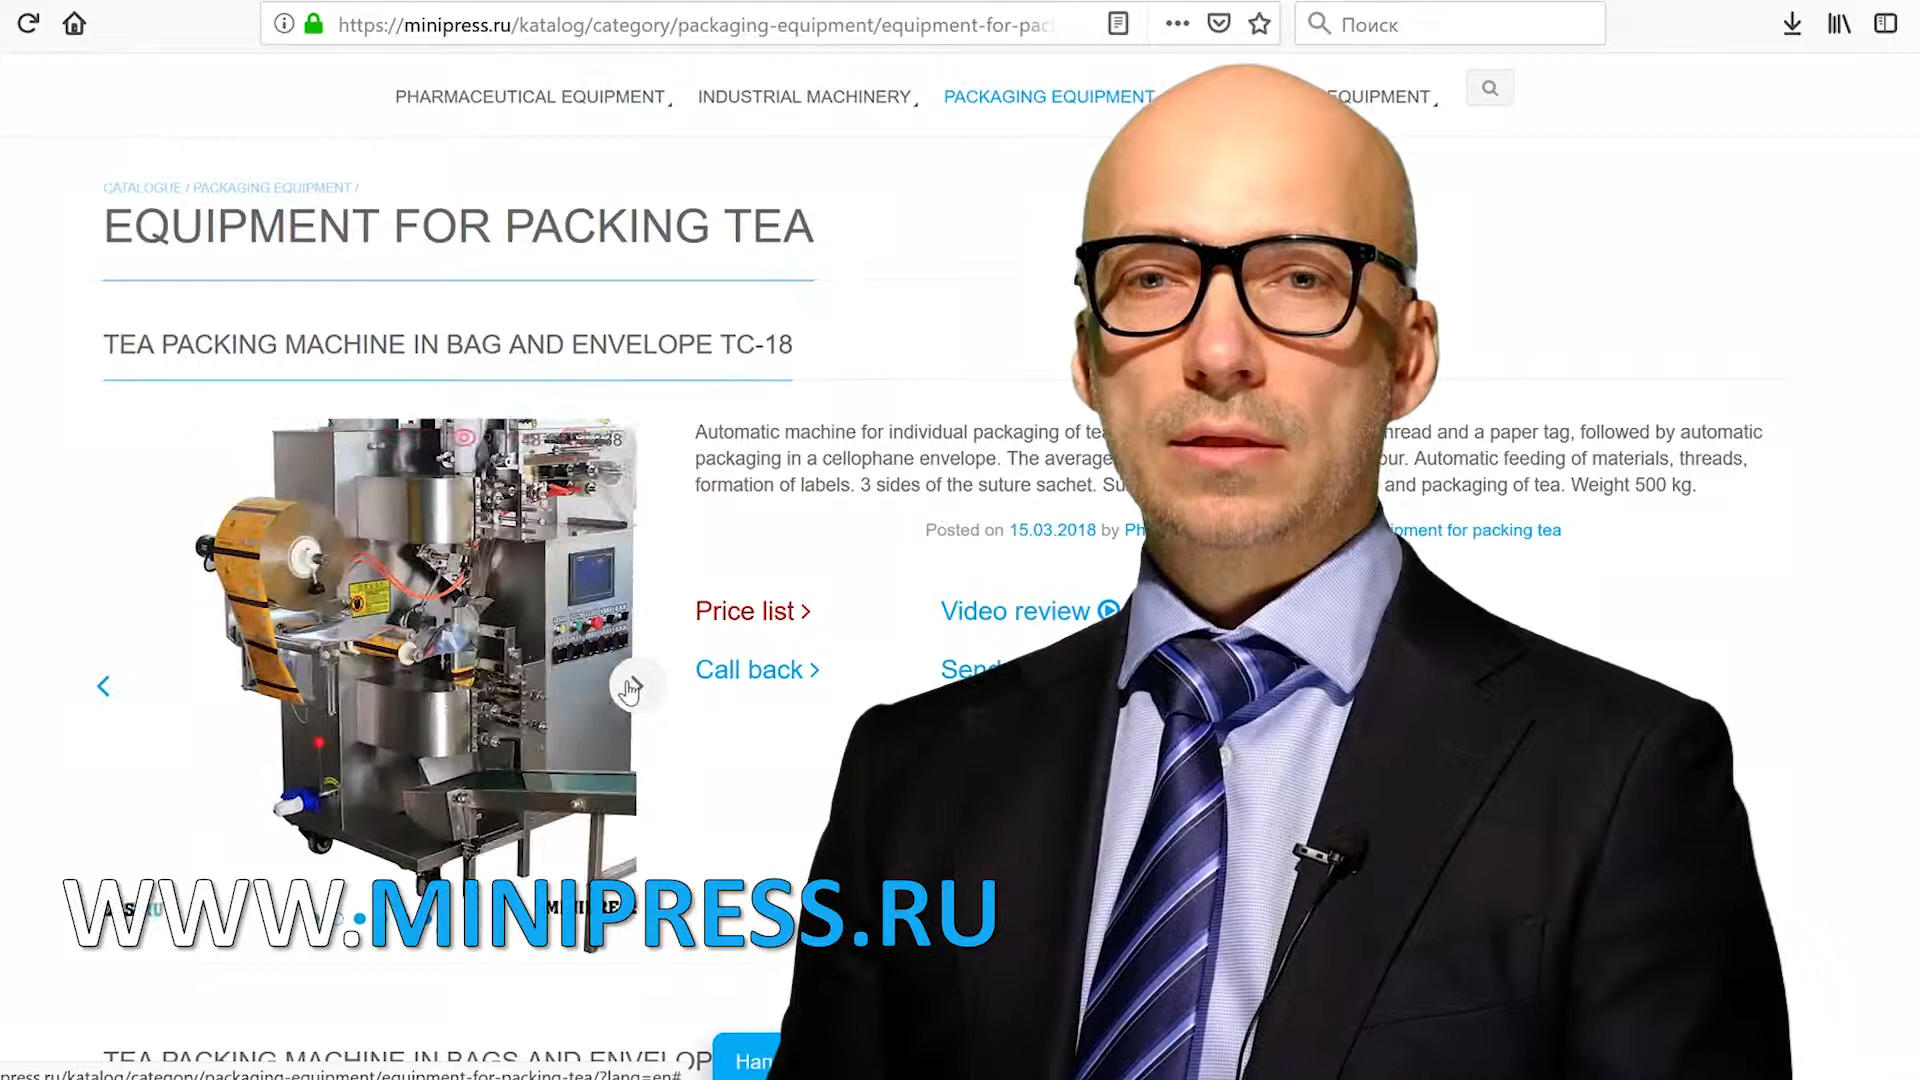 https://minipress.ru/katalog/category/packaging-equipment/equipment-for-pac
Поиск
PHARMACEUTICAL EQUIPMENT
INDUSTRIAL MACHINERY
PACKAGING EQUIPMENT
EQUIPMENT
CATALOGUE / PACKAGING EQUIPMENT /
EQUIPMENT FOR PACKING TEA
TEA PACKING MACHINE IN BAG AND ENVELOPE TC-18
Automatic machine for individual packaging of thread and a paper tag, followed by automatic
packaging in a cellophane envelope. The average our. Automatic feeding of materials, threads,
formation of labels. 3 sides of the suture sachet. and packaging of tea. Weight 500 kg.
Posted on 15.03.2018 by equipment for packing tea
Price list >
Video review
Call back >
Send
WWW.MINIPRESS.RU
TEA PACKING MACHINE IN BAGS AND ENVELOP
Нап
press.ru/katalog/category/packaging-equipment/equipment-for-packing-tea/?lang=en#